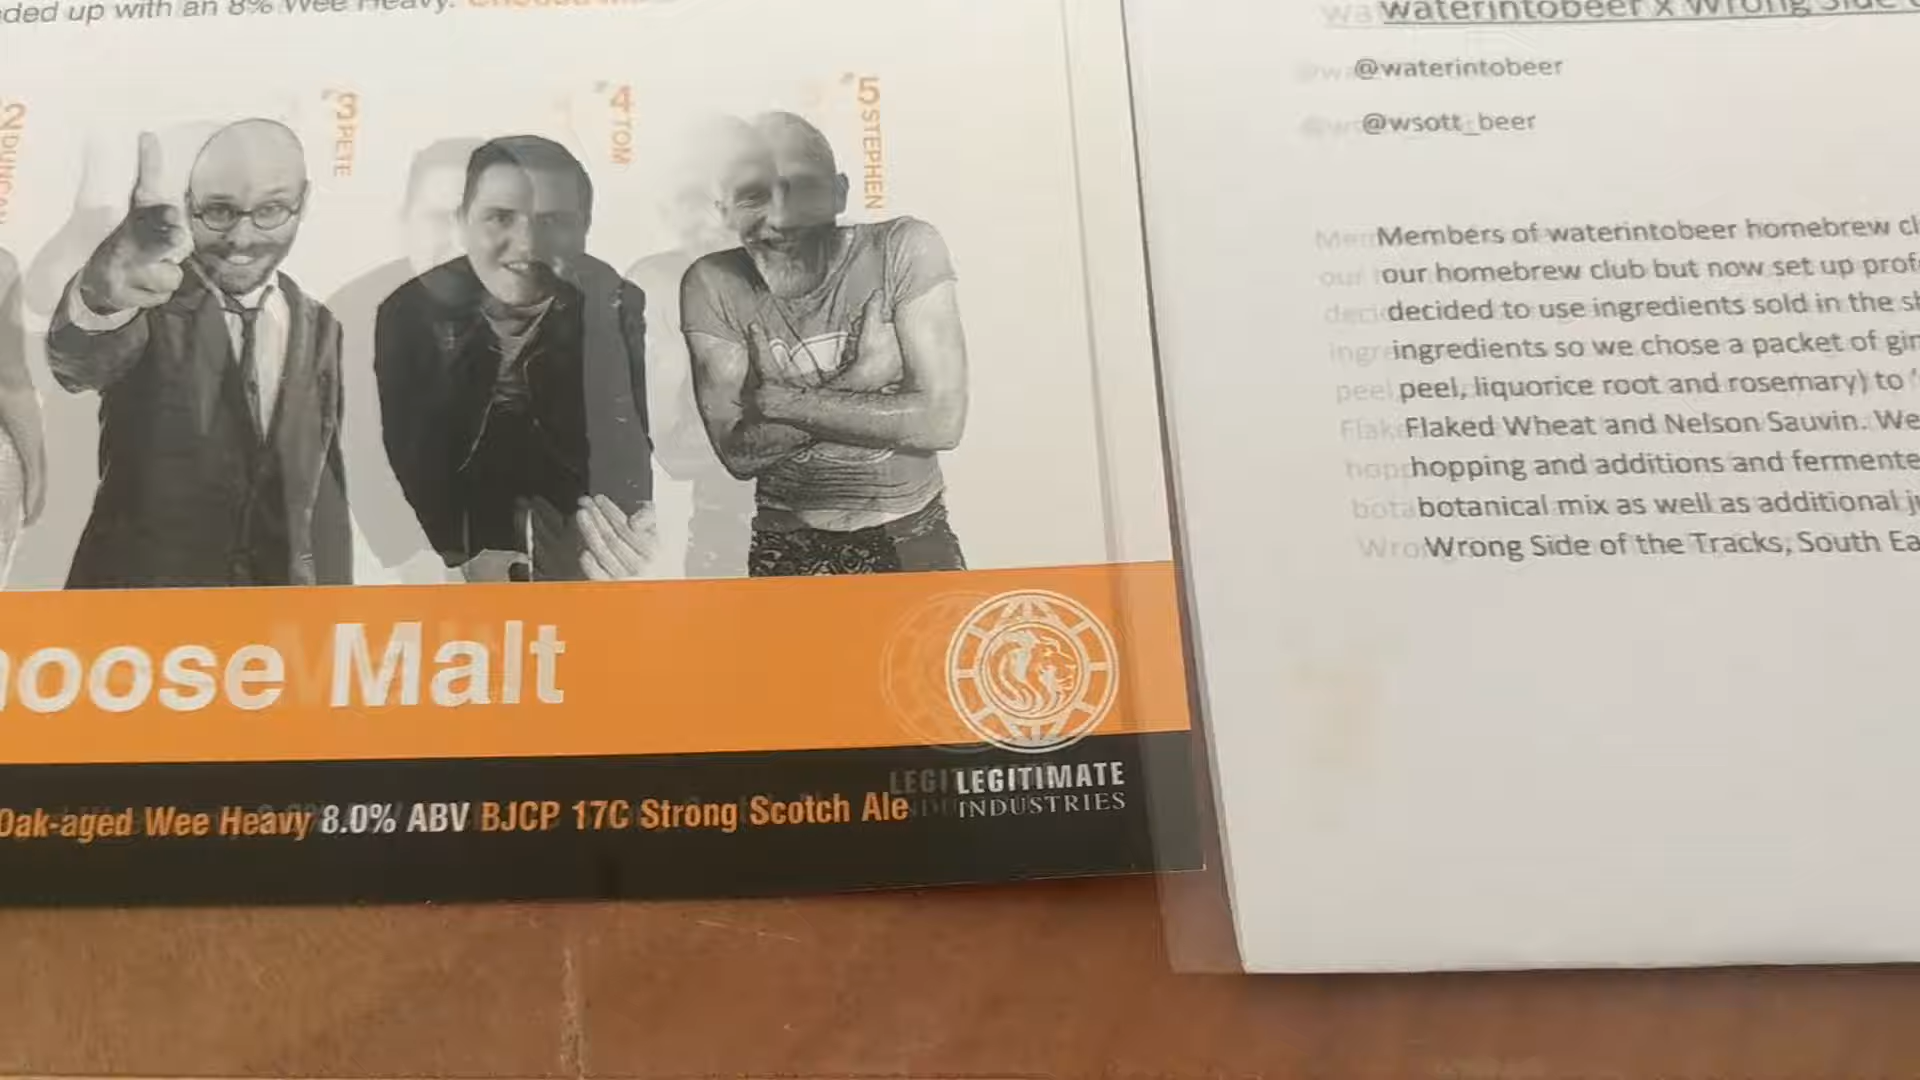 ded up with an 8% Wee Heavy.
2 DUNCAN
#3 PETE
#4 TOM
#5 STEPHEN
hoose Malt
LEGITIMATE
INDUSTRIES
Oak-aged Wee Heavy 8.0% ABV BJCP 17C Strong Scotch Ale
waterintobeer x Wrong Side
@waterintobeer
@wsott_beer
Members of waterintobeer homebrew cl
our homebrew club but now set up prof
decided to use ingredients sold in the sh
ingredients so we chose a packet of gin
peel, liquorice root and rosemary) to
Flaked Wheat and Nelson Sauvin. We
hopping and additions and fermente
botanical mix as well as additional ju
Wrong Side of the Tracks, South Ea